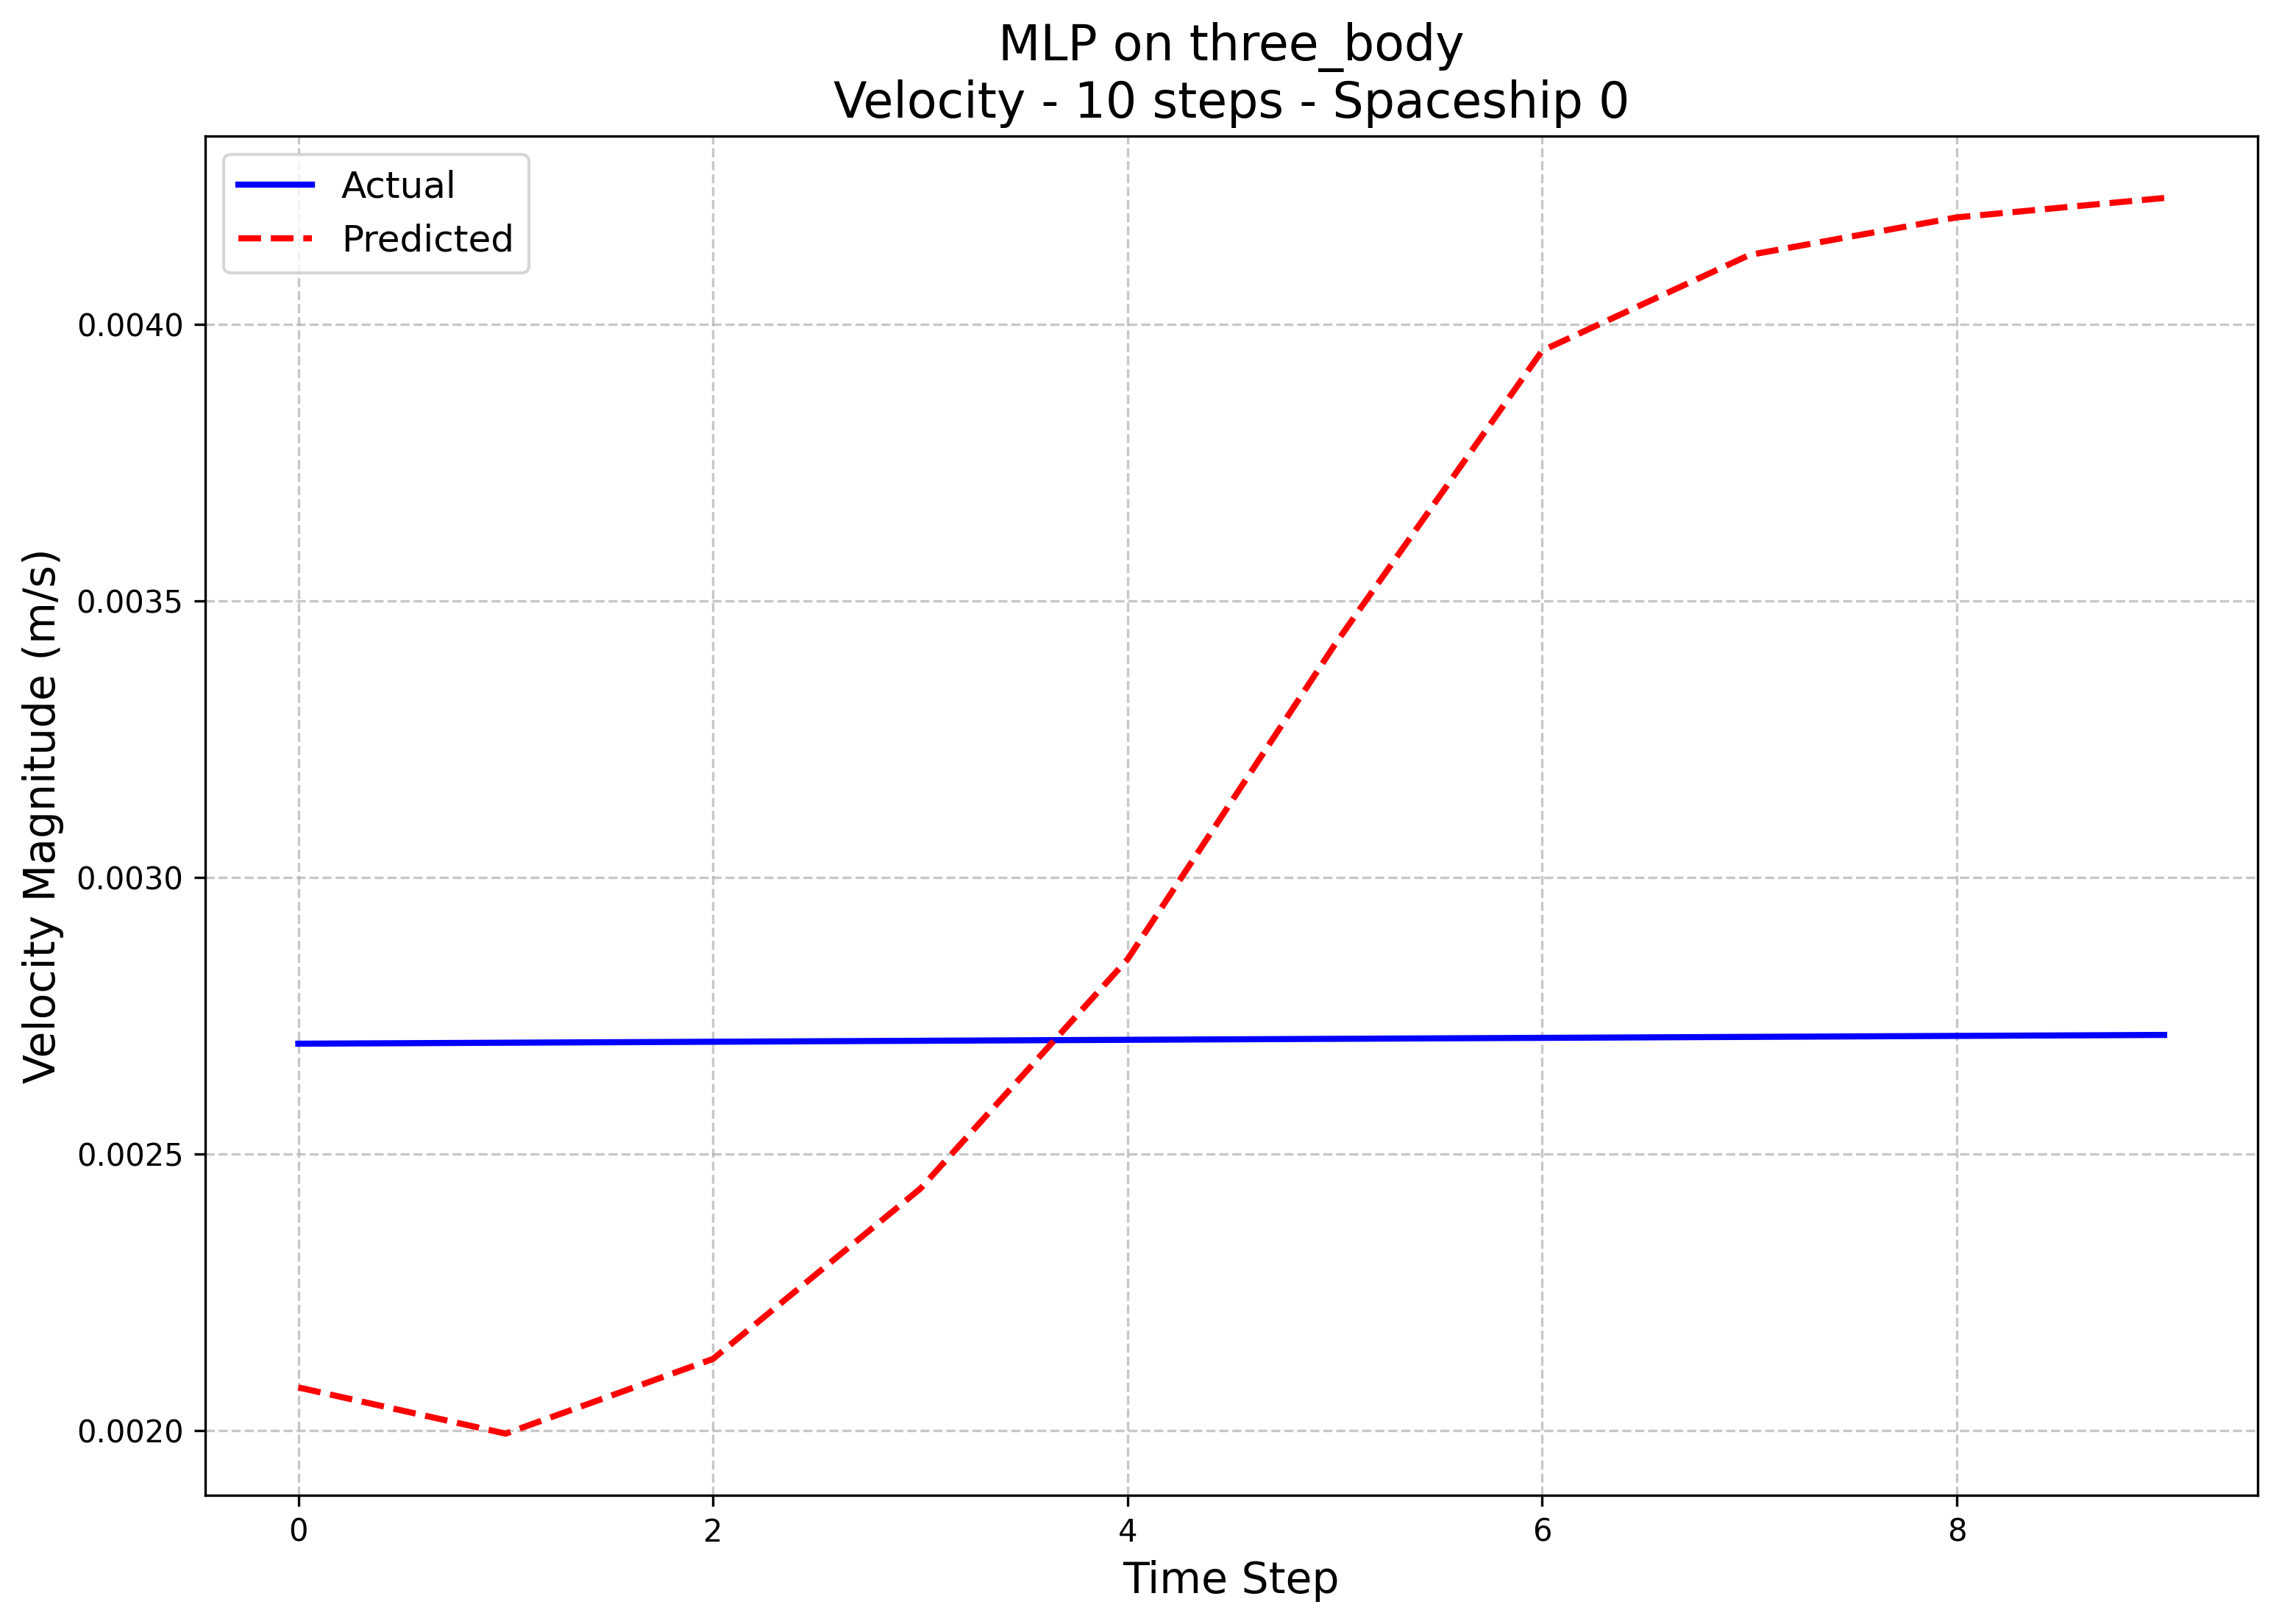 MLP on three_body
Velocity - 10 steps - Spaceship 0
Actual
Predicted
Velocity Magnitude (m/s)
0.0040
0.0035
0.0030
0.0025
0.0020
0
2
4
6
8
Time Step